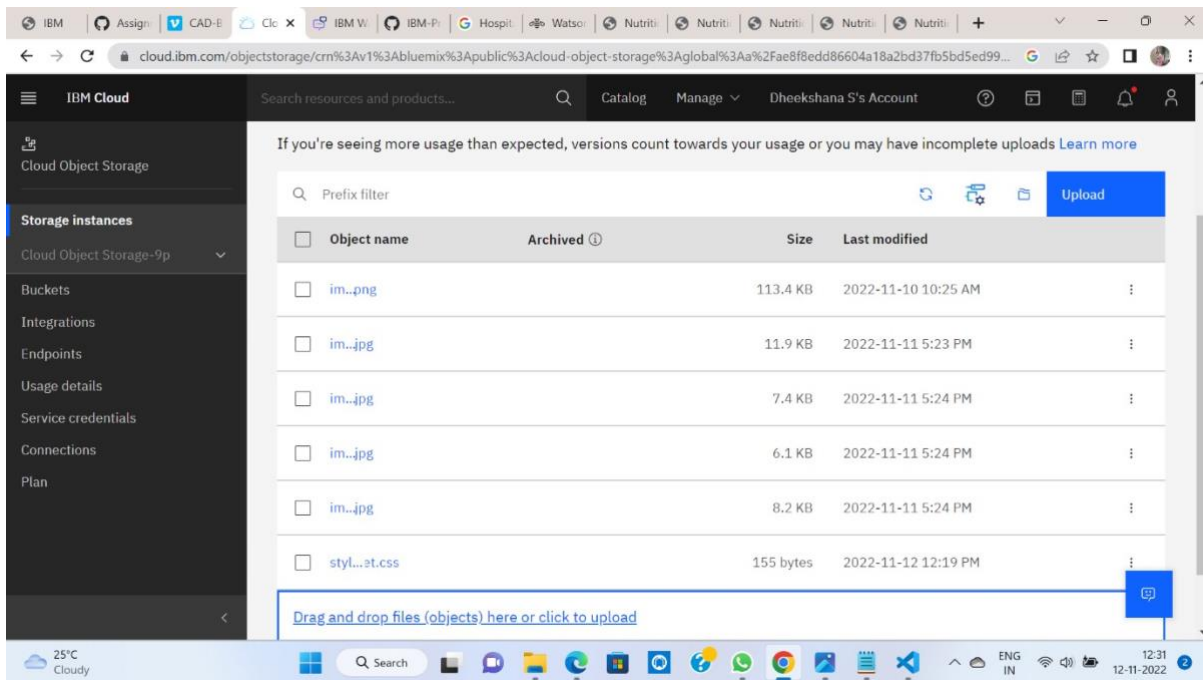 IBM Assign CAD-B Clo IBM W IBM-Pr Hospit Watsor Nutriti Nutriti Nutriti Nutriti Nutriti
cloud.ibm.com/objectstorage/crn%3Av1%3Abluemix%3Apublic%3Acloud-object-storage%3Aglobal%3Aa%2Fae8f8edd86604a18a2bd37fb5bd5ed99...
IBM Cloud Search resources and products... Catalog Manage Dheekshana S's Account
Cloud Object Storage
Storage instances
Cloud Object Storage-9p
Buckets
Integrations
Endpoints
Usage details
Service credentials
Connections
Plan
If you're seeing more usage than expected, versions count towards your usage or you may have incomplete uploads Learn more
Prefix filter Upload
Object name Archived Size Last modified
im...png 113.4 KB 2022-11-10 10:25 AM
im...jpg 11.9 KB 2022-11-11 5:23 PM
im...jpg 7.4 KB 2022-11-11 5:24 PM
im...jpg 6.1 KB 2022-11-11 5:24 PM
im...jpg 8.2 KB 2022-11-11 5:24 PM
styl...et.css 155 bytes 2022-11-12 12:19 PM
Drag and drop files (objects) here or click to upload
25°C
Cloudy
Search
ENG
IN
12:31
12-11-2022
2